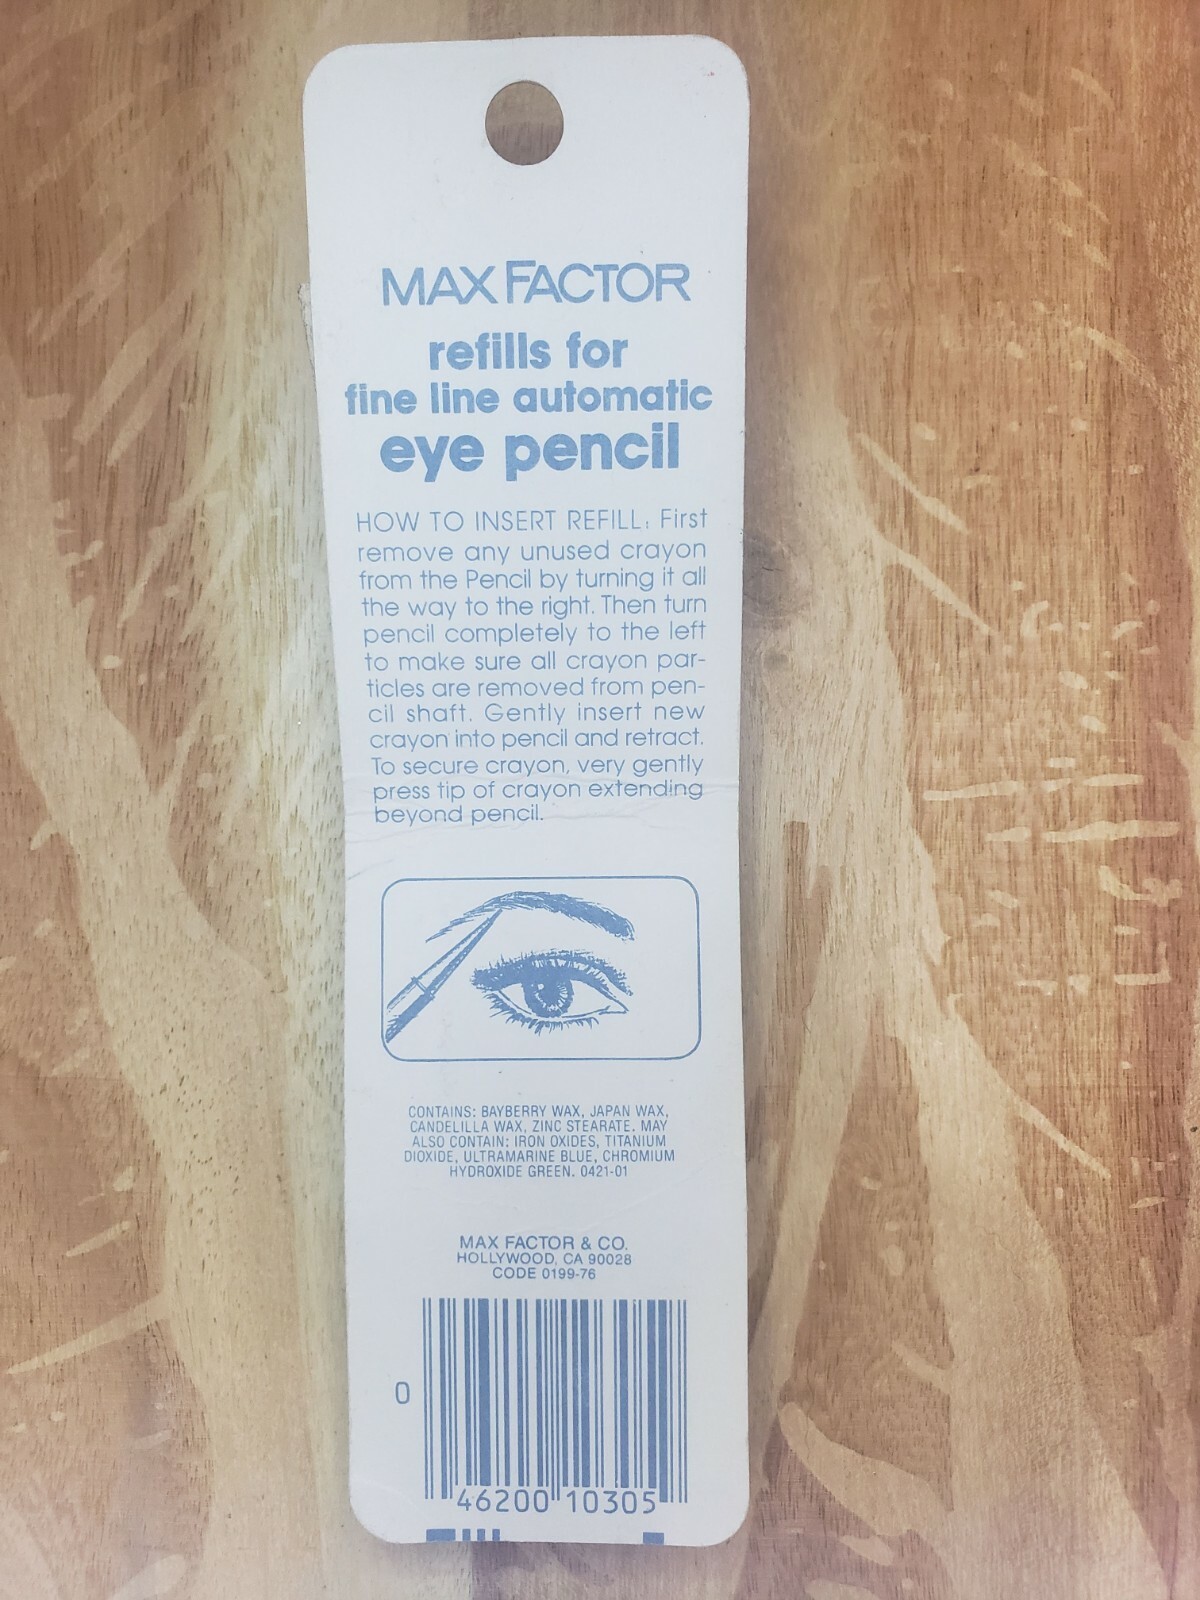 MAX FACTOR
refills for
fine line automatic
eye pencil
HOW TO INSERT REFILL: First
remove any unused crayon
from the Pencil by turning it all
the way to the right. Then turn
pencil completely to the left
to make sure all crayon par-
ticles are removed from pen-
cil shaft. Gently insert new
crayon into pencil and retract.
To secure crayon, very gently
press tip of crayon extending
beyond pencil.
CONTAINS: BAYBERRY WAX, JAPAN WAX,
CANDELILLA WAX, ZINC STEARATE. MAY
ALSO CONTAIN: IRON OXIDES, TITANIUM
DIOXIDE, ULTRAMARINE BLUE, CHROMIUM
HYDROXIDE GREEN. 0421-01
MAX FACTOR & CO.
HOLLYWOOD, CA 90028
CODE 0199-76
0
46200 10305